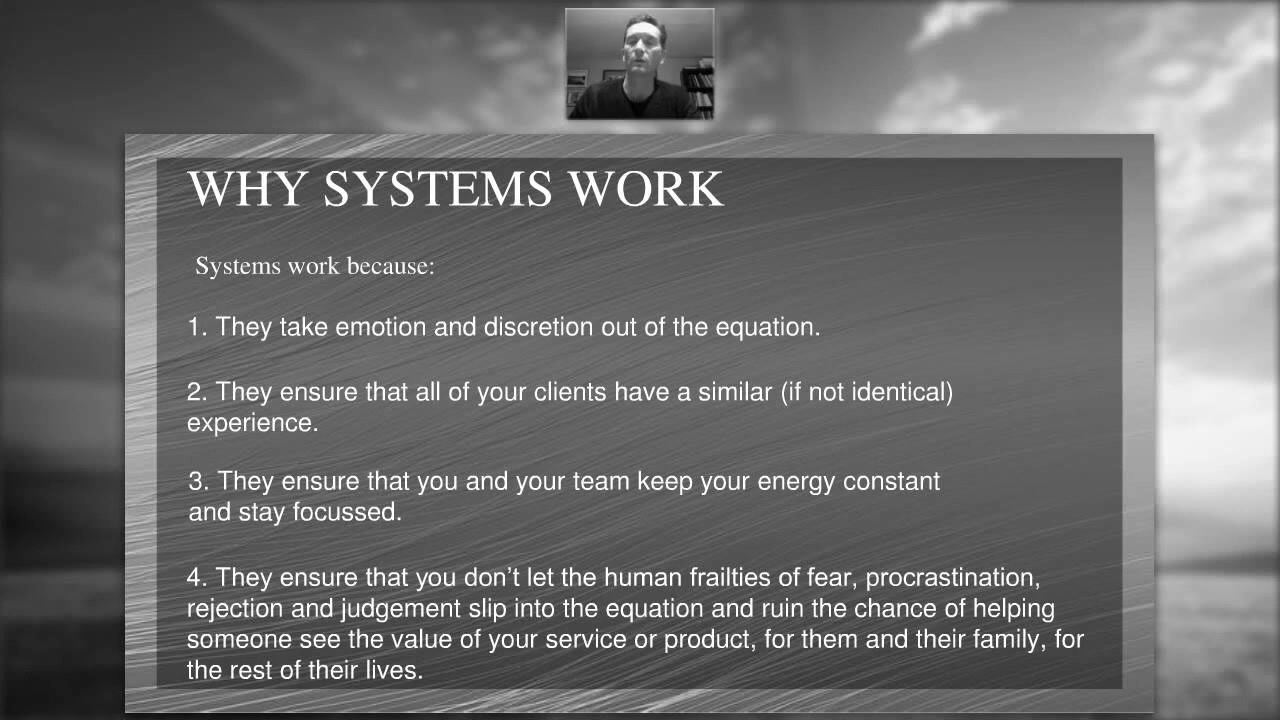 WHY SYSTEMS WORK
Systems work because:
1. They take emotion and discretion out of the equation.
2. They ensure that all of your clients have a similar (if not identical)
experience.
3. They ensure that you and your team keep your energy constant
and stay focussed.
4. They ensure that you don’t let the human frailties of fear, procrastination,
rejection and judgement slip into the equation and ruin the chance of helping
someone see the value of your service or product, for them and their family, for
the rest of their lives.